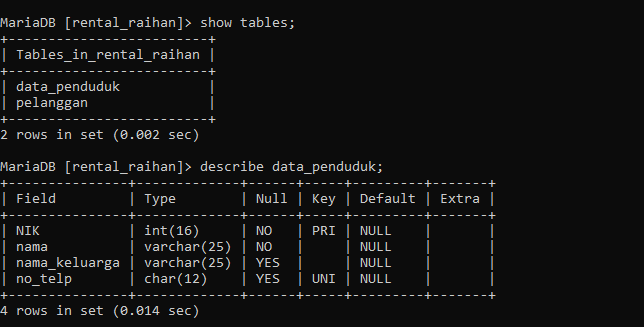 MariaDB [rental_raihan]> show tables;
+-------------------------+
| Tables_in_rental_raihan |
+-------------------------+
| data_penduduk           |
| pelanggan               |
+-------------------------+
2 rows in set (0.002 sec)
MariaDB [rental_raihan]> describe data_penduduk;
+---------------+-------------+------+-----+---------+-------+
| Field         | Type        | Null | Key | Default | Extra |
+---------------+-------------+------+-----+---------+-------+
| NIK           | int(16)     | NO   | PRI | NULL    |       |
| nama          | varchar(25) | NO   |     | NULL    |       |
| nama_keluarga | varchar(25) | YES  |     | NULL    |       |
| no_telp       | char(12)    | YES  | UNI | NULL    |       |
+---------------+-------------+------+-----+---------+-------+
4 rows in set (0.014 sec)